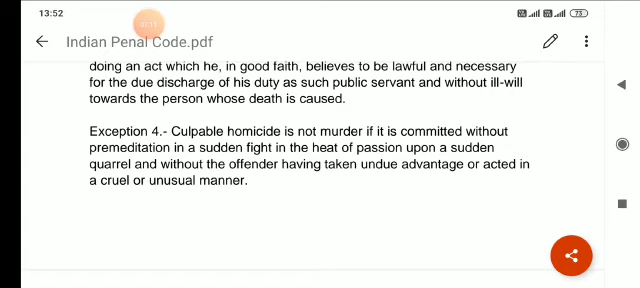 13:52
73
Indian Penal Code.pdf
doing an act which he, in good faith, believes to be lawful and necessary
for the due discharge of his duty as such public servant and without ill-will
towards the person whose death is caused.
Exception 4.- Culpable homicide is not murder if it is committed without
premeditation in a sudden fight in the heat of passion upon a sudden
quarrel and without the offender having taken undue advantage or acted in
a cruel or unusual manner.